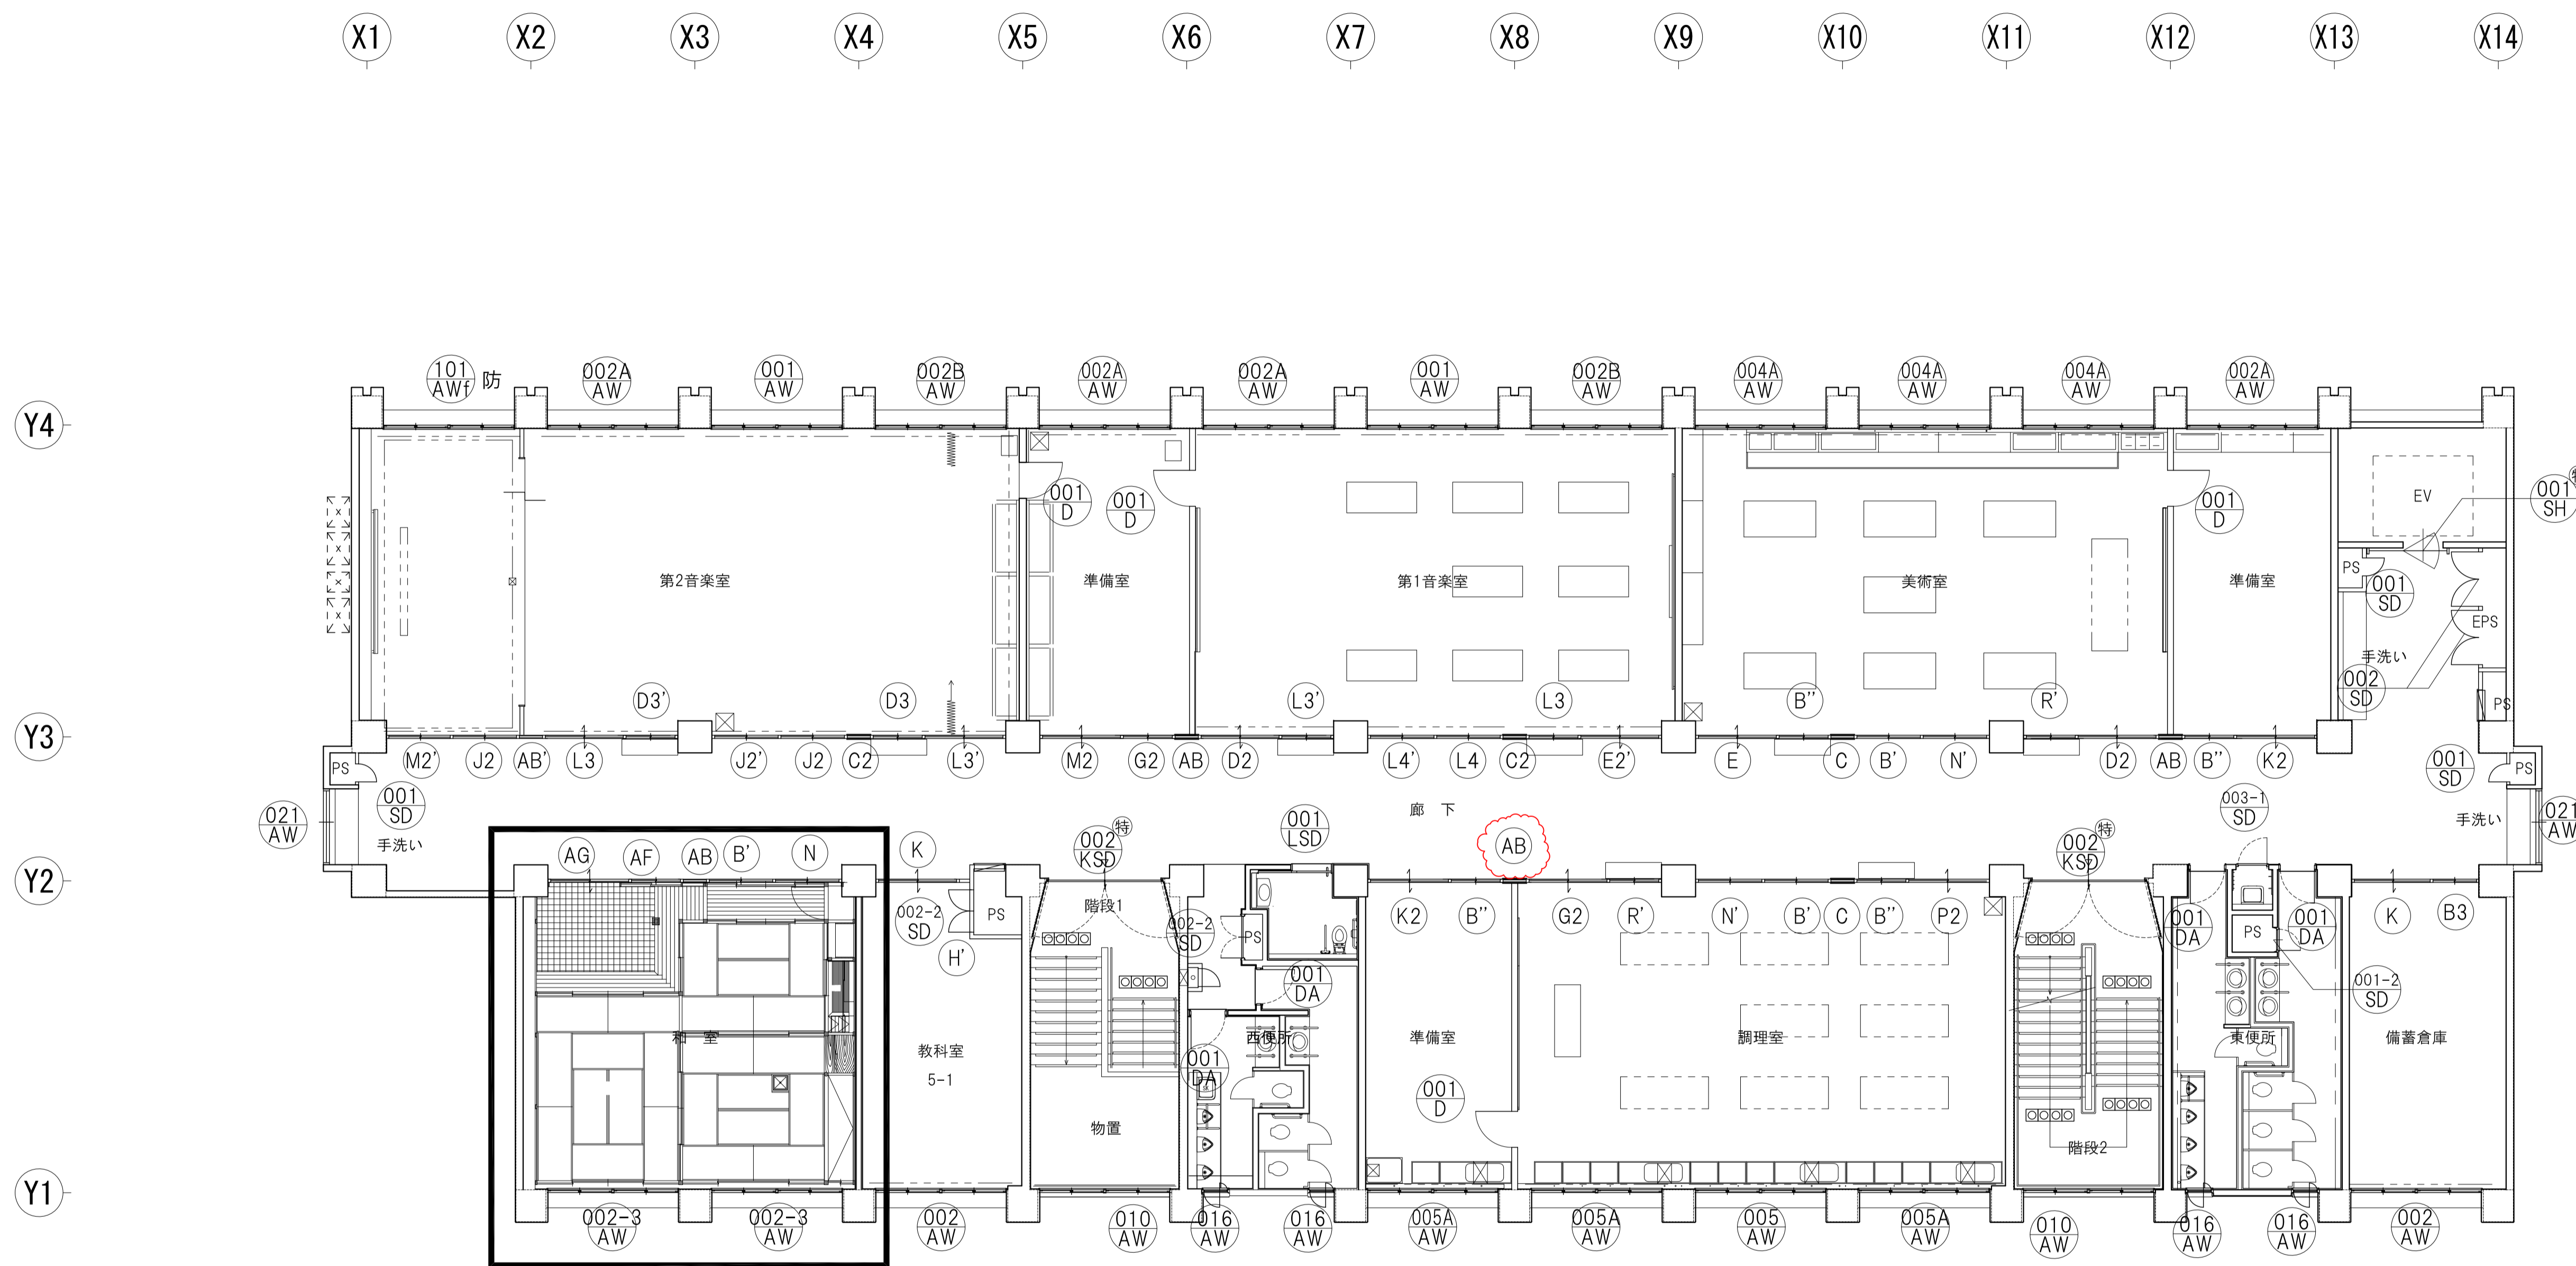 X1 X2 X3 X4 X5 X6 X7 X8 X9 X10 X11 X12 X13 X14
101 AWf 防 002A AW 001 AW 002B AW 002A AW 002A AW 001 AW 002B AW 004A AW 004A AW 004A AW 002A AW
Y4
001 D 001 D 001 D EV 001 SH 特
第2音楽室 準備室 第1音楽室 美術室 準備室 PS 001 SD
EPS
手洗い
D3' D3 L3' L3 B'' R' 002 SD PS
Y3
M2' J2 AB' L3 J2' J2 C2 L3' M2 G2 AB D2 L4' L4 C2 E2' E C B' N' D2 AB B'' K2
PS 001 SD 001 SD PS
廊 下 003-1 SD
021 AW 手洗い 002 KSD 特 001 LSD AB 002 KSD 特 手洗い 021 AW
AG AF AB B' N K
Y2
階段1
002-2 SD PS H' 002-2 SD PS K2 B'' G2 R' N' B' C B'' P2 001 DA PS 001 DA K B3
001 DA 001-2 SD
和 室 教科室 西便所 準備室 調理室 東便所 備蓄倉庫
5-1
001 DA 001 D
物置 階段2
Y1
002-3 AW 002-3 AW 002 AW 010 AW 016 AW 016 AW 005A AW 005A AW 005 AW 005A AW 010 AW 016 AW 016 AW 002 AW